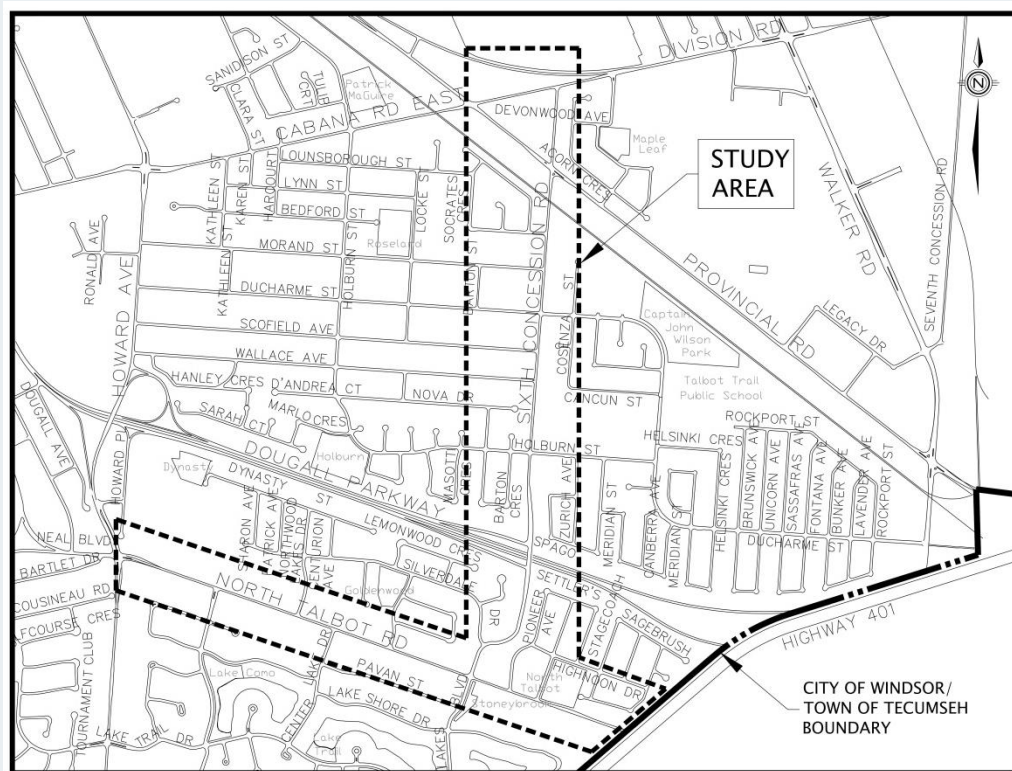 DIVISION RD
SANDISON ST
TULIP
CRT
Patrick
MaGuire
CLARA ST
CABANA RD EAST
DEVONWOOD AVE
Maple
Leaf
N
STUDY
AREA
ACORN CRES
LOUNSBOROUGH ST
LYNN ST
BEDFORD ST
KATHLEEN ST
KAREN ST
HARCOURT
LOCKE ST
SOCRATES
CRES
Roseland
MORAND ST
RONALD AVE
HOWARD AVE
KATHLEEN ST
HOLBURN ST
BARTON ST
SIXTH CONCESSION RD
WALKER RD
SEVENTH CONCESSION RD
PROVINCIAL RD
DUCHARME ST
SCOFIELD AVE
WALLACE AVE
COSENZA ST
Captain
John
Wilson
Park
LEGACY DR
Talbot Trail
Public School
HANLEY CRES
D'ANDREA CT
NOVA DR
CANCUN ST
SARAH CT
MARLO CRES
DOUGALL AVE
HOWARD PL
DOUGALL PARKWAY
Holburn
HOLBURN ST
ROCKPORT ST
HELSINKI CRES
Dynasty
DYNASTY ST
MASOTTI
CRES
BARTON
CRES
ZURICH AVE
MERIDIAN ST
CANBERRA AVE
MERIDIAN ST
HELSINKI CRES
BRUNSWICK AVE
UNICORN AVE
SASSAFRAS AVE
FONTANA AVE
BUNKER AVE
LAVENDER AVE
ROCKPORT ST
DUCHARME ST
NEAL BLVD
BARTLET DR
COUSINEAU RD
LFCOURSE CRES
SHARON AVE
PATRICK AVE
NORTHWOOD
LAKES DR
CENTURION
AVE
LEMONWOOD CRES
SILVERDALE
DR
Goldenwood
SPAGO
SETTLER'S
SAGEBRUSH
PIONEER
AVE
STAGECOACH
HIGHNOON DR
NORTH TALBOT RD
PAVAN ST
North
Talbot
Stoneybrook
HIGHWAY 401
TOURNAMENT CLUB
Lake Como
CENTER LAKE DR
LAKE SHORE DR
LAKES BLVD
Lake
Trail
LAKE TRAIL DR
CITY OF WINDSOR/
TOWN OF TECUMSEH
BOUNDARY